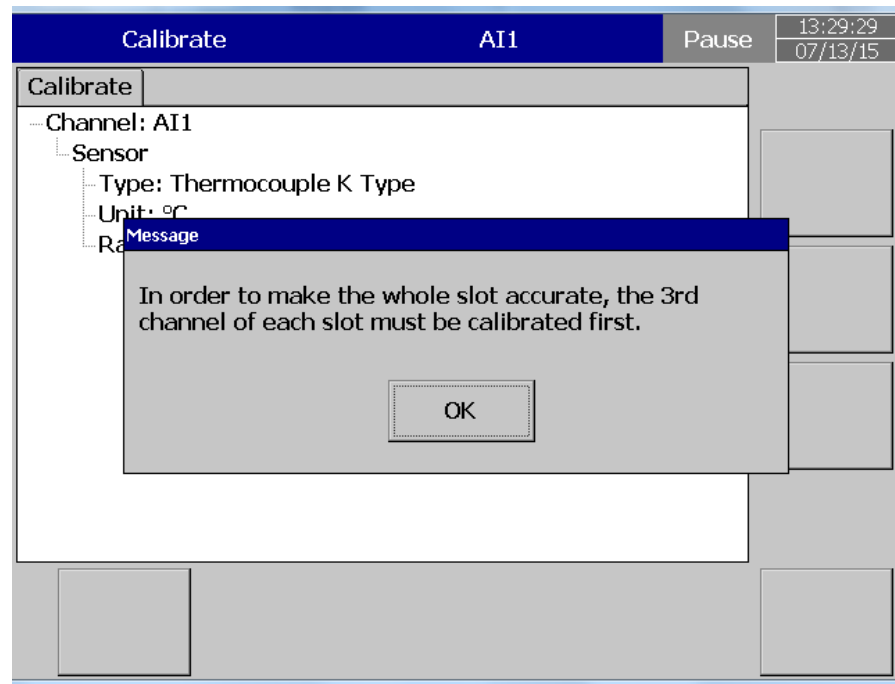 Calibrate AI1 Pause 13:29:29
07/13/15
Calibrate
Channel: AI1
Sensor
Type: Thermocouple K Type
Unit: °C
Message
In order to make the whole slot accurate, the 3rd
channel of each slot must be calibrated first.
OK